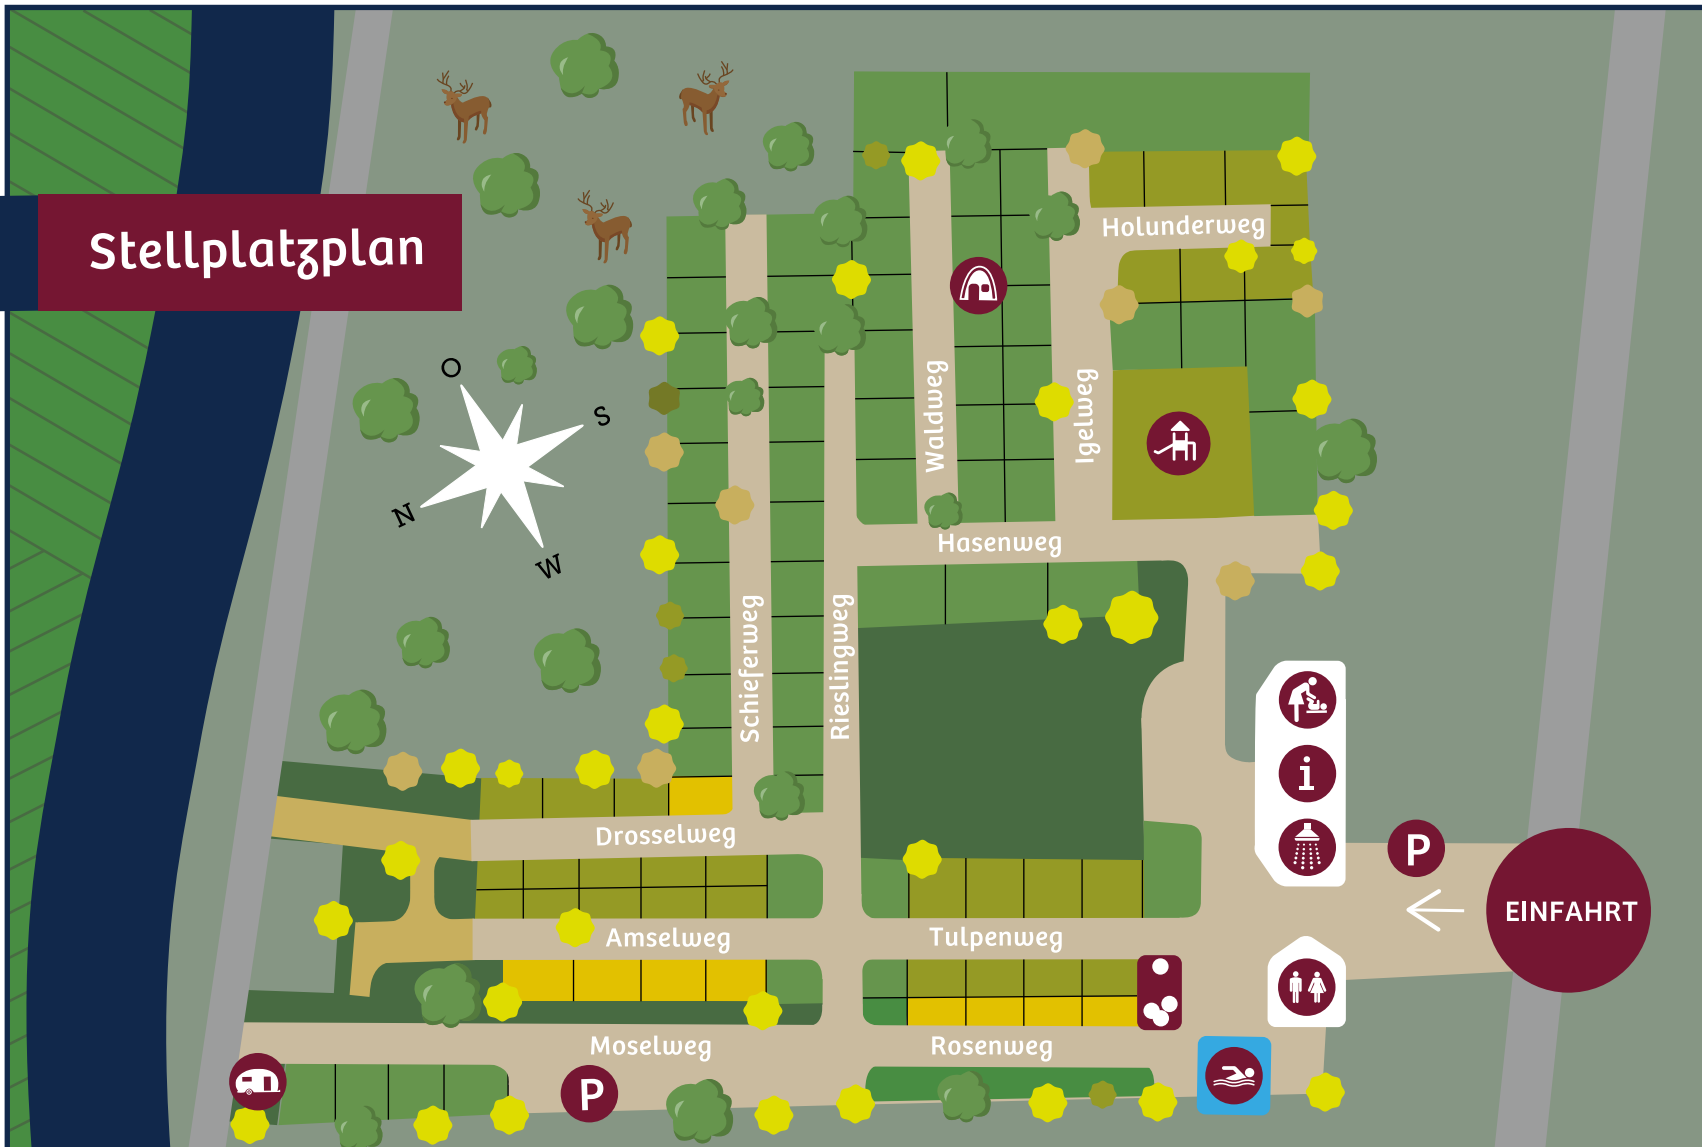 Stellplatzplan
O
S
N
W
Holunderweg
Waldweg
Igelweg
Hasenweg
Schieferweg
Rieslingweg
i
Drosselweg
P
EINFAHRT
Amselweg
Tulpenweg
Moselweg
Rosenweg
P